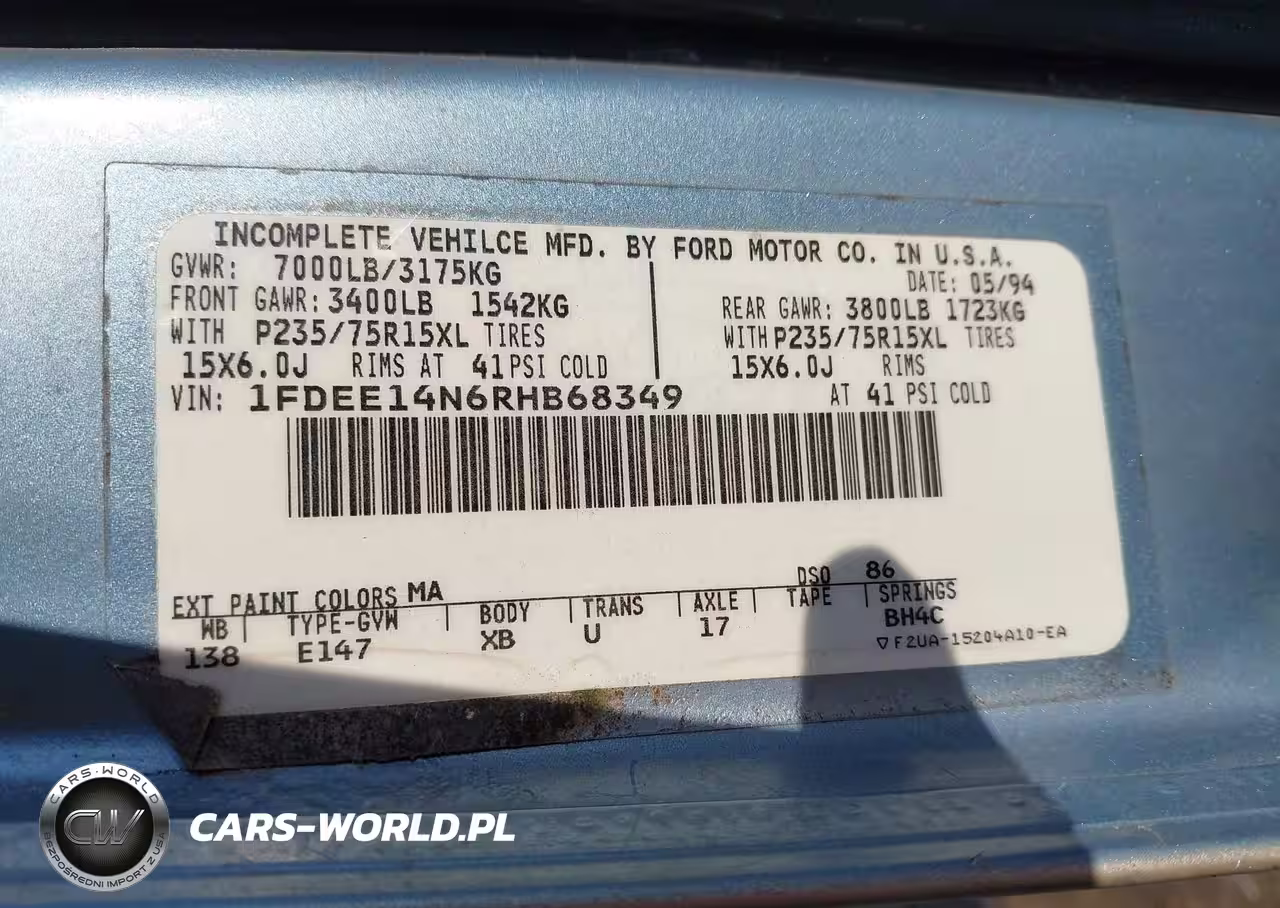 INCOMPLETE VEHILCE MFD. BY FORD MOTOR CO. IN U.S.A.
GVWR: 7000LB/3175KG DATE: 05/94
FRONT GAWR: 3400LB 1542KG REAR GAWR: 3800LB 1723KG
WITH P235/75R15XL TIRES WITH P235/75R15XL TIRES
15X6.0J RIMS AT 41 PSI COLD 15X6.0J RIMS
VIN: 1FDEE14N6RHB68349 AT 41 PSI COLD
DSO 86
EXT PAINT COLORS MA
WB TYPE-GVW BODY TRANS AXLE TAPE SPRINGS
138 E147 XB U 17 BH4C
▽ F2UA-15204A10-EA
CARS-WORLD
CW
BEZPOŚREDNI IMPORT Z USA
CARS-WORLD.PL